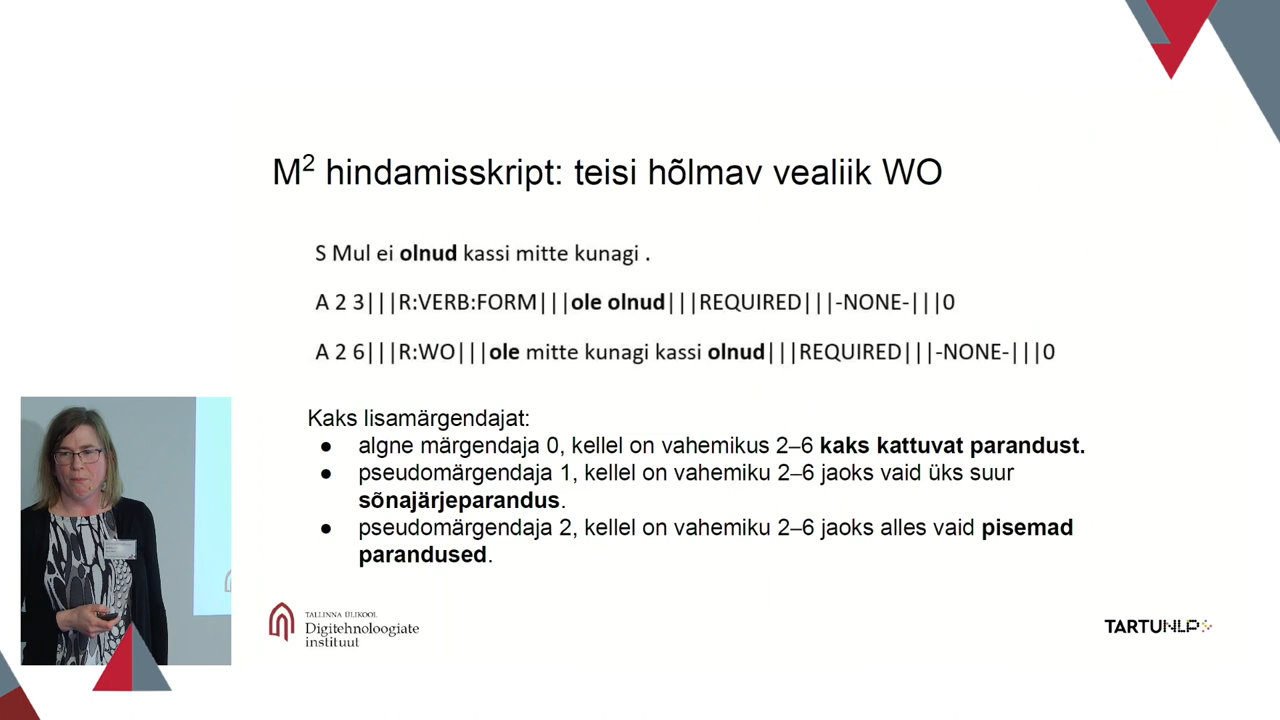 M² hindamisskript: teisi hõlmav vealiik WO
S Mul ei olnud kassi mitte kunagi .
A 2 3|||R:VERB:FORM|||ole olnud|||REQUIRED|||-NONE-|||0
A 2 6|||R:WO|||ole mitte kunagi kassi olnud|||REQUIRED|||-NONE-|||0
Kaks lisamärgendajat:
● algne märgendaja 0, kellel on vahemikus 2–6 kaks kattuvat parandust.
● pseudomärgendaja 1, kellel on vahemiku 2–6 jaoks vaid üks suur
sõnajärjeparandus.
● pseudomärgendaja 2, kellel on vahemiku 2–6 jaoks alles vaid pisemad
parandused.
TALLINNA ÜLIKOOL
Digitehnoloogiate
instituut
TARTUNLP